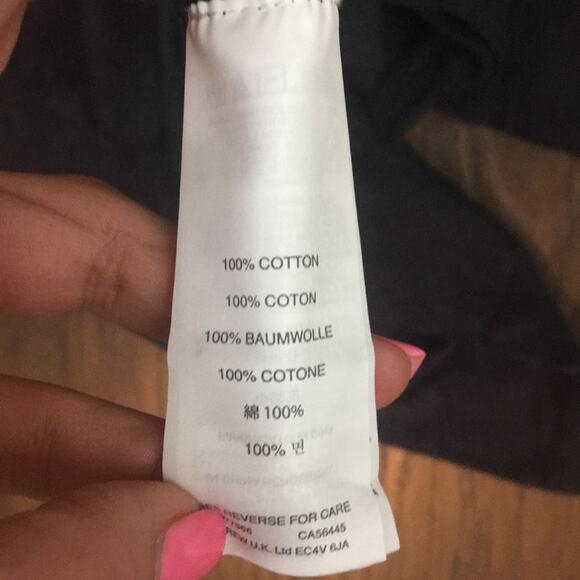 100% COTTON
100% COTON
100% BAUMWOLLE
100% COTONE
綿 100%
100% 면
REVERSE FOR CARE
CA56445
U.K. Ltd EC4V 6JA